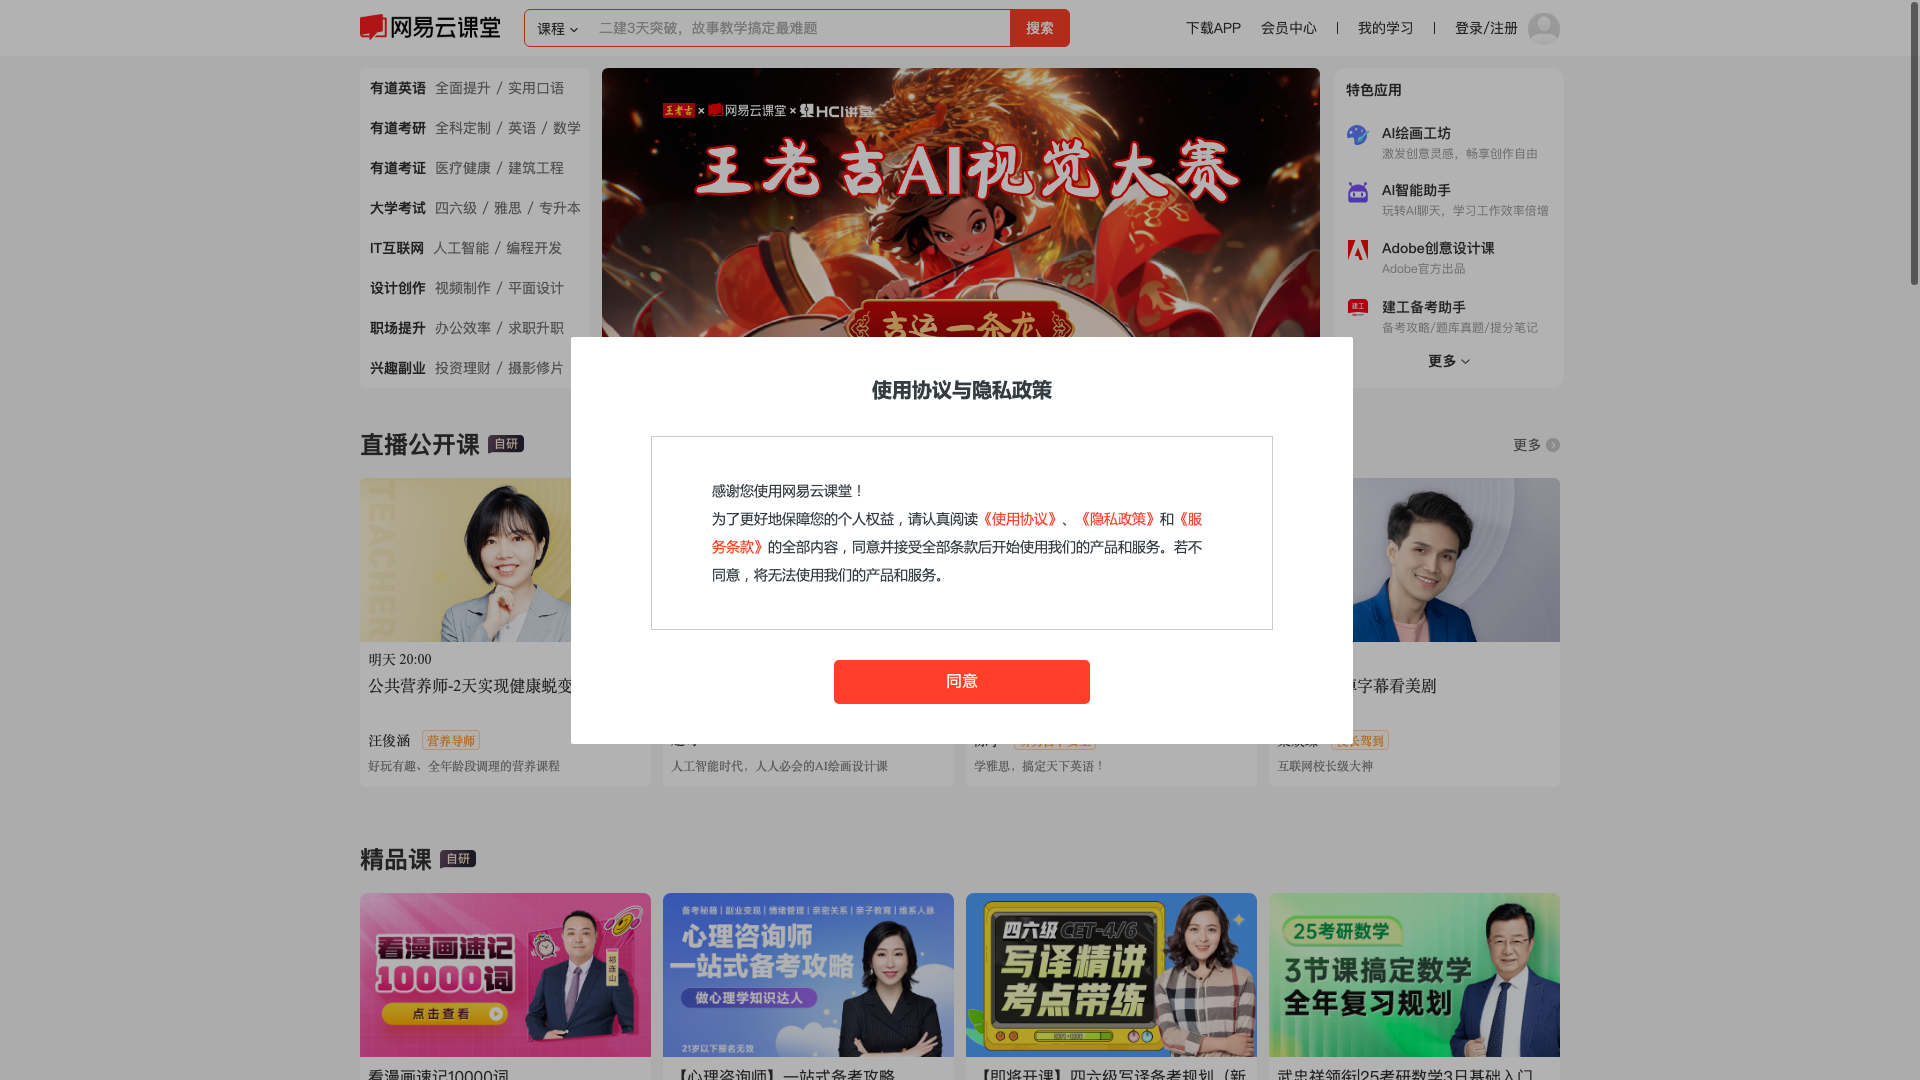 网易云课堂
课程
二建3天突破，故事教学搞定最难题
搜索
下载APP
会员中心
我的学习
登录/注册
有道英语 全面提升 / 实用口语
有道考研 全科定制 / 英语 / 数学
有道考证 医疗健康 / 建筑工程
大学考试 四六级 / 雅思 / 专升本
IT互联网 人工智能 / 编程开发
设计创作 视频制作 / 平面设计
职场提升 办公效率 / 求职升职
兴趣副业 投资理财 / 摄影修片
王老吉×网易云课堂×HCI讲堂
王老吉AI视觉大赛
吉运一条龙
特色应用
AI绘画工坊
激发创意灵感，畅享创作自由
AI智能助手
玩转AI聊天，学习工作效率倍增
Adobe创意设计课
Adobe官方出品
建工
建工备考助手
备考攻略/题库真题/提分笔记
更多
使用协议与隐私政策
感谢您使用网易云课堂！
为了更好地保障您的个人权益，请认真阅读《使用协议》、《隐私政策》和《服
务条款》的全部内容，同意并接受全部条款后开始使用我们的产品和服务。若不
同意，将无法使用我们的产品和服务。
同意
直播公开课 自研
更多
TEACHER
明天 20:00
公共营养师-2天实现健康蜕变
字幕看美剧
汪俊涵 营养导师
好玩有趣、全年龄段调理的营养课程
人工智能时代，人人必会的AI绘画设计课
学雅思，搞定天下英语！
长驾到
互联网校长级大神
精品课 自研
看漫画速记
10000词
点击查看
备考秘籍 | 副业变现 | 情绪管理 | 亲密关系 | 亲子教育 | 维系人脉
心理咨询师
一站式备考攻略
做心理学知识达人
21岁以下报名无效
四六级 CET-4/6
写译精讲
考点带练
25考研数学
3节课搞定数学
全年复习规划
看漫画速记10000词
【心理咨询师】一站式备考攻略
【即将开课】四六级写译备考规划（新
武忠祥领衔|25考研数学3日基础入门